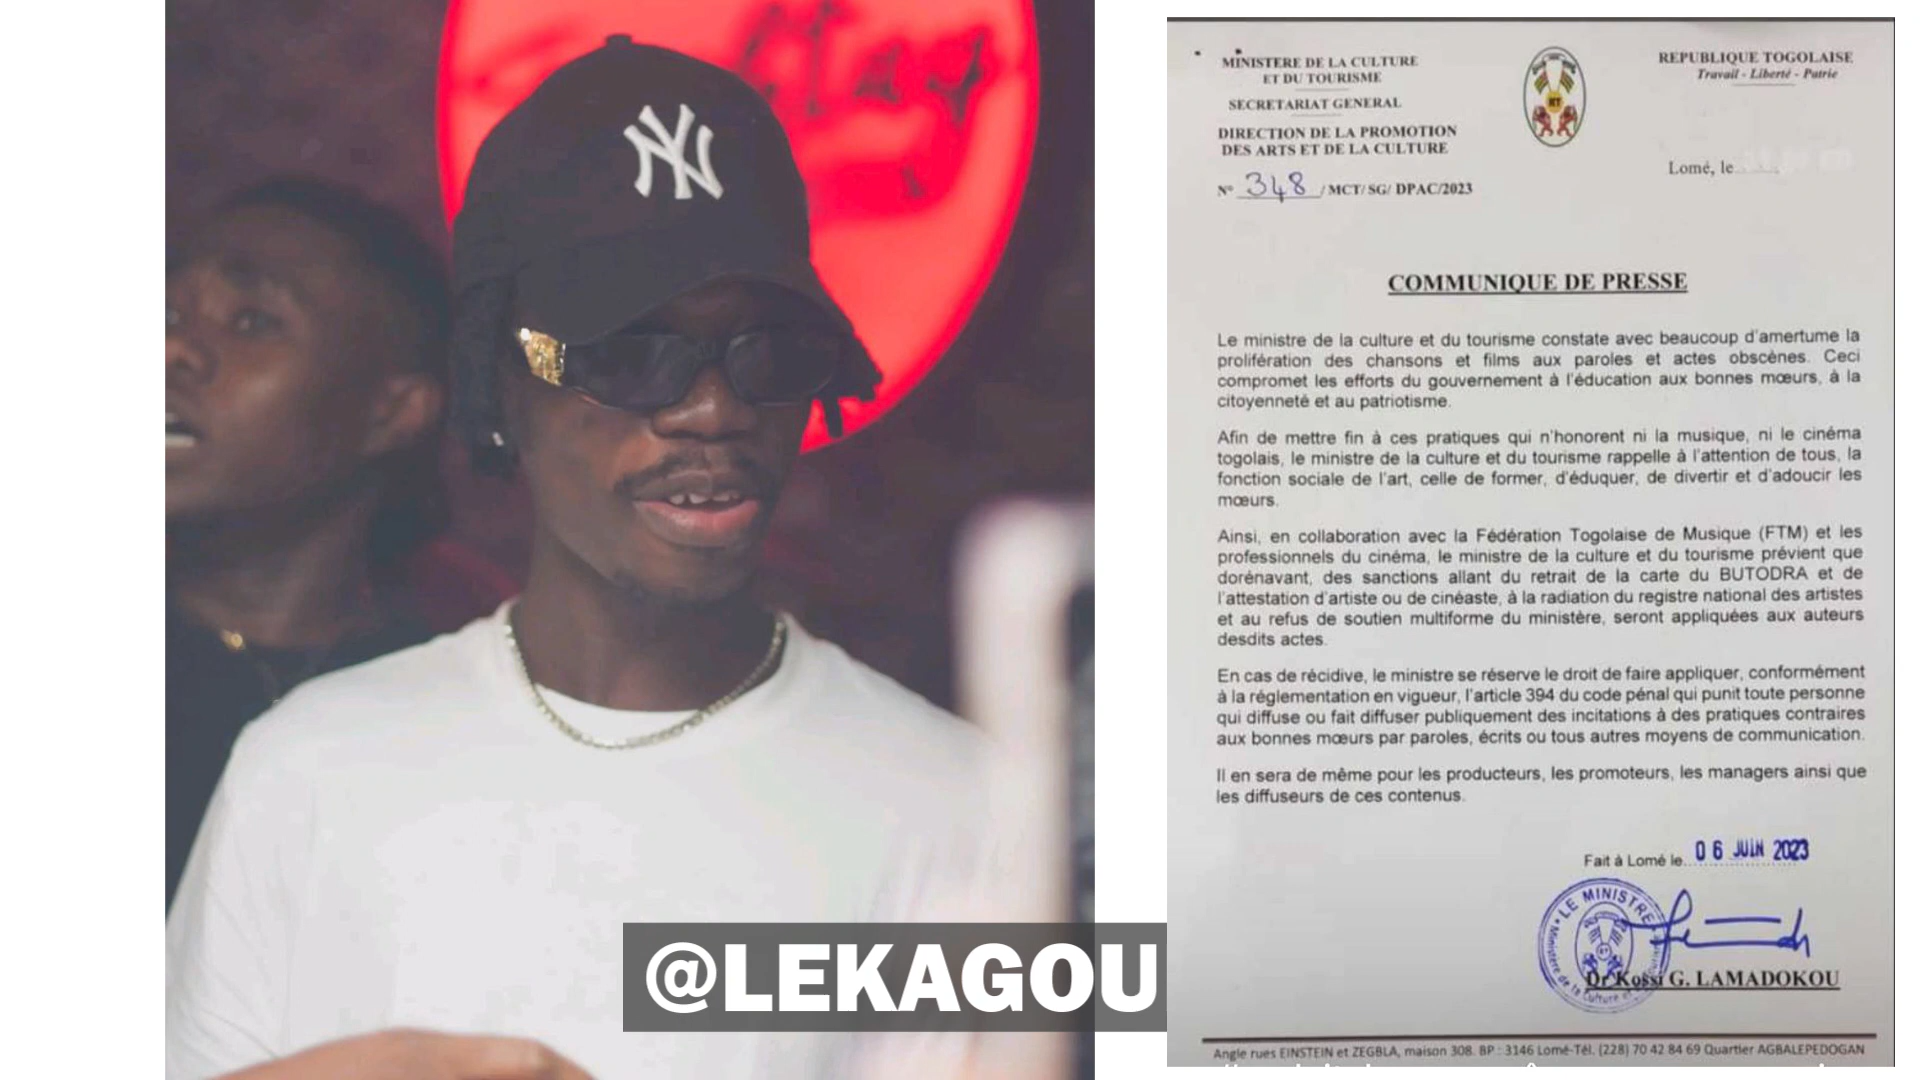 NY
@LEKAGOU
MINISTERE DE LA CULTURE
ET DU TOURISME
SECRETARIAT GENERAL
DIRECTION DE LA PROMOTION
DES ARTS ET DE LA CULTURE
N° 348 / MCT/ SG/ DPAC/2023
RT
REPUBLIQUE TOGOLAISE
Travail - Liberté - Patrie
Lomé, le
COMMUNIQUE DE PRESSE
Le ministre de la culture et du tourisme constate avec beaucoup d'amertume la
prolifération des chansons et films aux paroles et actes obscènes. Ceci
compromet les efforts du gouvernement à l'éducation aux bonnes mœurs, à la
citoyenneté et au patriotisme.
Afin de mettre fin à ces pratiques qui n'honorent ni la musique, ni le cinéma
togolais, le ministre de la culture et du tourisme rappelle à l'attention de tous, la
fonction sociale de l'art, celle de former, d'éduquer, de divertir et d'adoucir les
mœurs.
Ainsi, en collaboration avec la Fédération Togolaise de Musique (FTM) et les
professionnels du cinéma, le ministre de la culture et du tourisme prévient que
dorénavant, des sanctions allant du retrait de la carte du BUTODRA et de
l'attestation d'artiste ou de cinéaste, à la radiation du registre national des artistes
et au refus de soutien multiforme du ministère, seront appliquées aux auteurs
desdits actes.
En cas de récidive, le ministre se réserve le droit de faire appliquer, conformément
à la réglementation en vigueur, l'article 394 du code pénal qui punit toute personne
qui diffuse ou fait diffuser publiquement des incitations à des pratiques contraires
aux bonnes mœurs par paroles, écrits ou tous autres moyens de communication.
Il en sera de même pour les producteurs, les promoteurs, les managers ainsi que
les diffuseurs de ces contenus.
Fait à Lomé le 06 JUIN 2023
LE MINISTRE
Ministère de la Culture et
Dr Kossi G. LAMADOKOU
Angle rues EINSTEIN et ZEGBLA, maison 308. BP : 3146 Lomé-Tél. (228) 70 42 84 69 Quartier AGBALEPEDOGAN